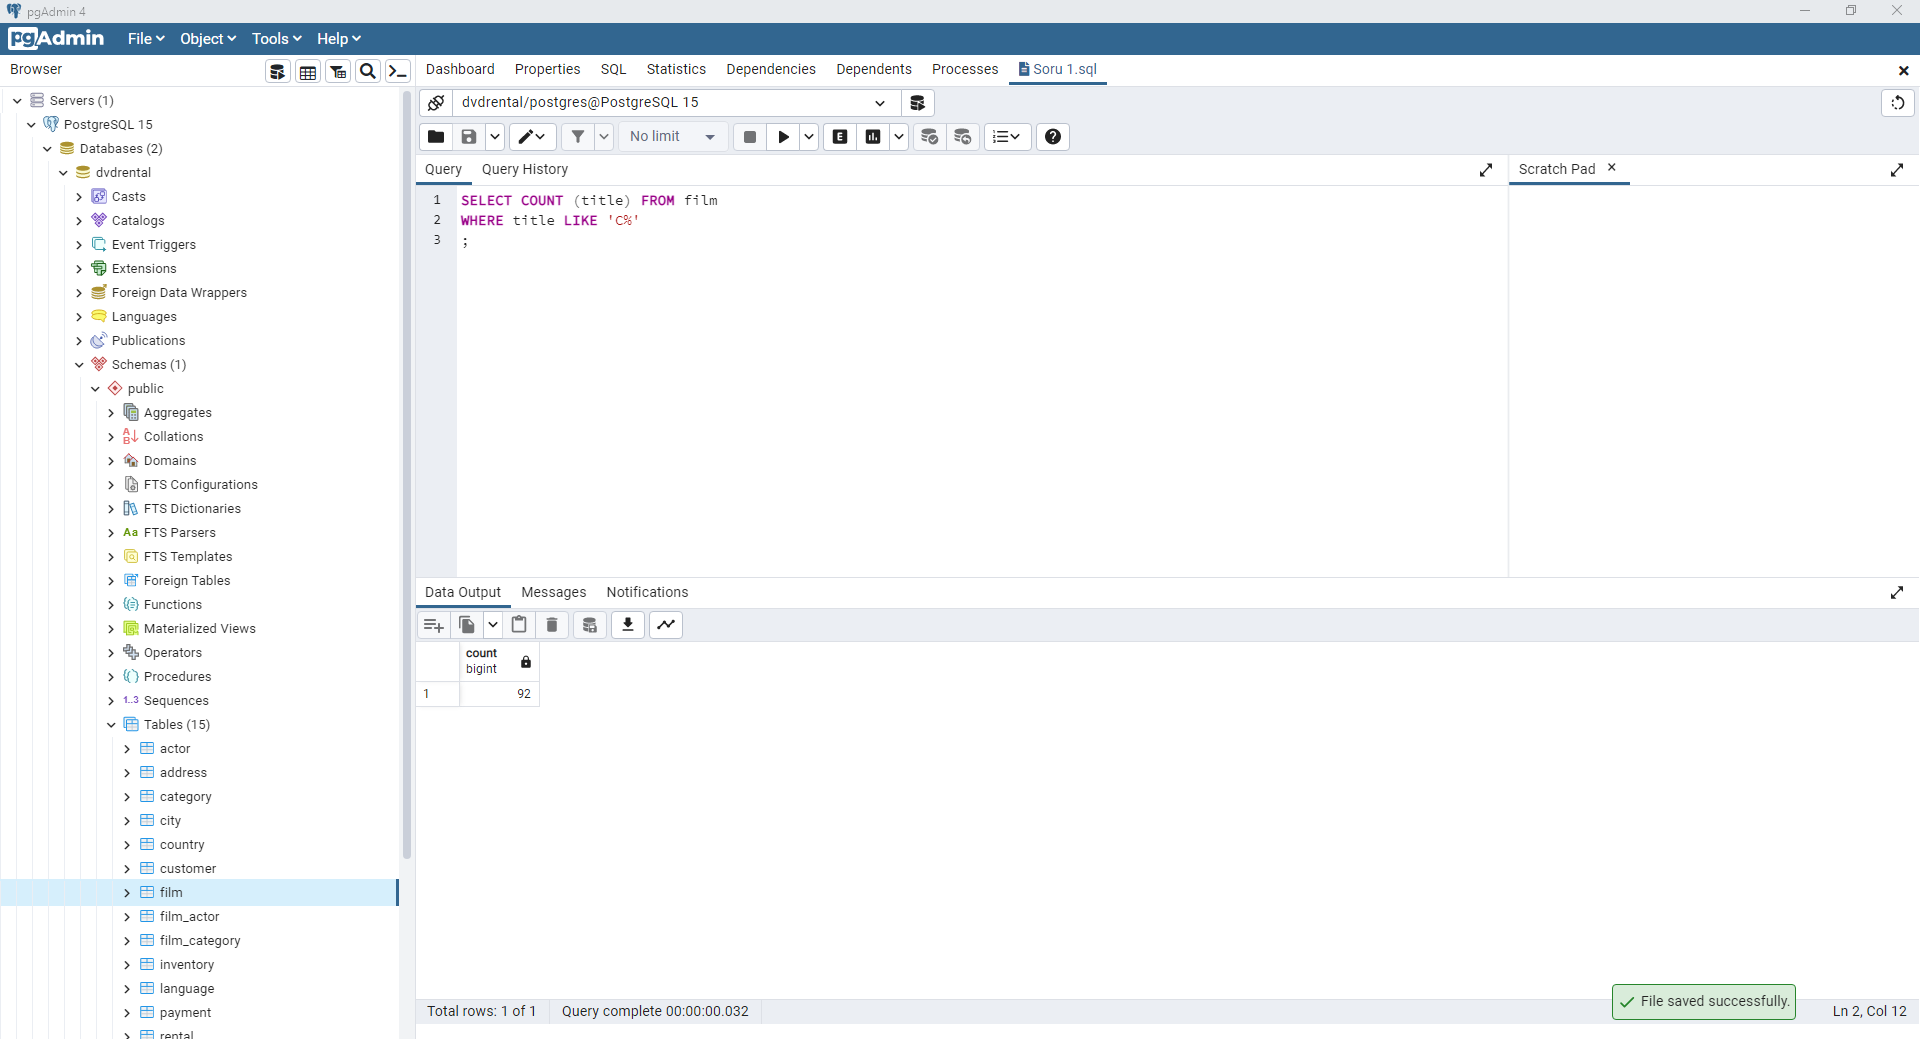 pgAdmin 4
pgAdmin File Object Tools Help
Browser
Dashboard Properties SQL Statistics Dependencies Dependents Processes Soru 1.sql
dvdrental/postgres@PostgreSQL 15
No limit
Query Query History
Scratch Pad
1 SELECT COUNT (title) FROM film
2 WHERE title LIKE 'C%'
3 ;
Servers (1)
PostgreSQL 15
Databases (2)
dvdrental
Casts
Catalogs
Event Triggers
Extensions
Foreign Data Wrappers
Languages
Publications
Schemas (1)
public
Aggregates
Collations
Domains
FTS Configurations
FTS Dictionaries
Aa FTS Parsers
FTS Templates
Foreign Tables
Functions
Materialized Views
Operators
Procedures
1..3 Sequences
Tables (15)
actor
address
category
city
country
customer
film
film_actor
film_category
inventory
language
payment
rental
Data Output Messages Notifications
count
bigint
1 92
Total rows: 1 of 1 Query complete 00:00:00.032
File saved successfully.
Ln 2, Col 12